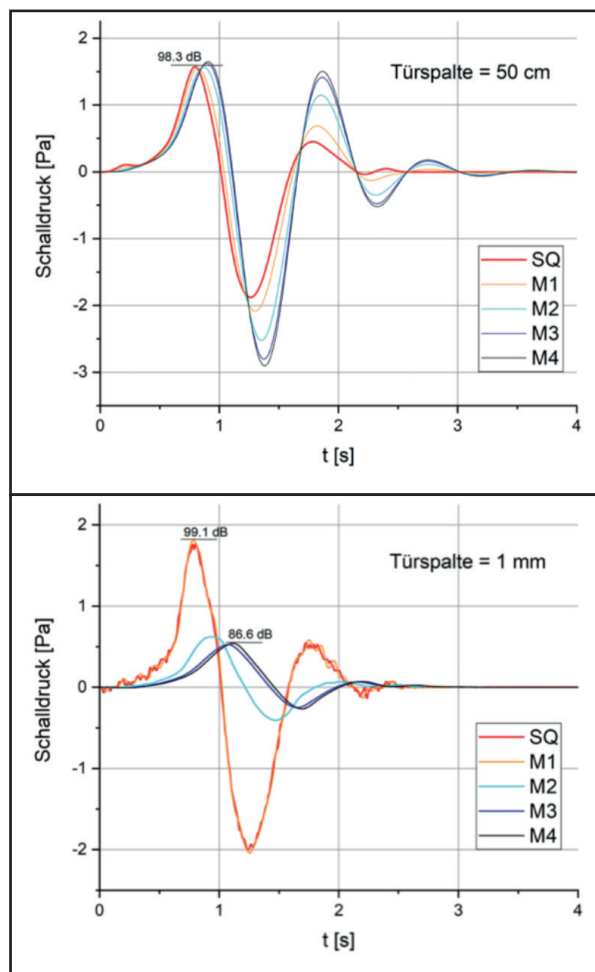 2
98.3 dB
Türspalte = 50 cm
1
Schalldruck [Pa]
0
-1
SQ
M1
-2
M2
M3
-3
M4
0 1 2 3 4
t [s]
2
99.1 dB
Türspalte = 1 mm
1
86.6 dB
Schalldruck [Pa]
0
SQ
-1
M1
M2
M3
-2
M4
0 1 2 3 4
t [s]